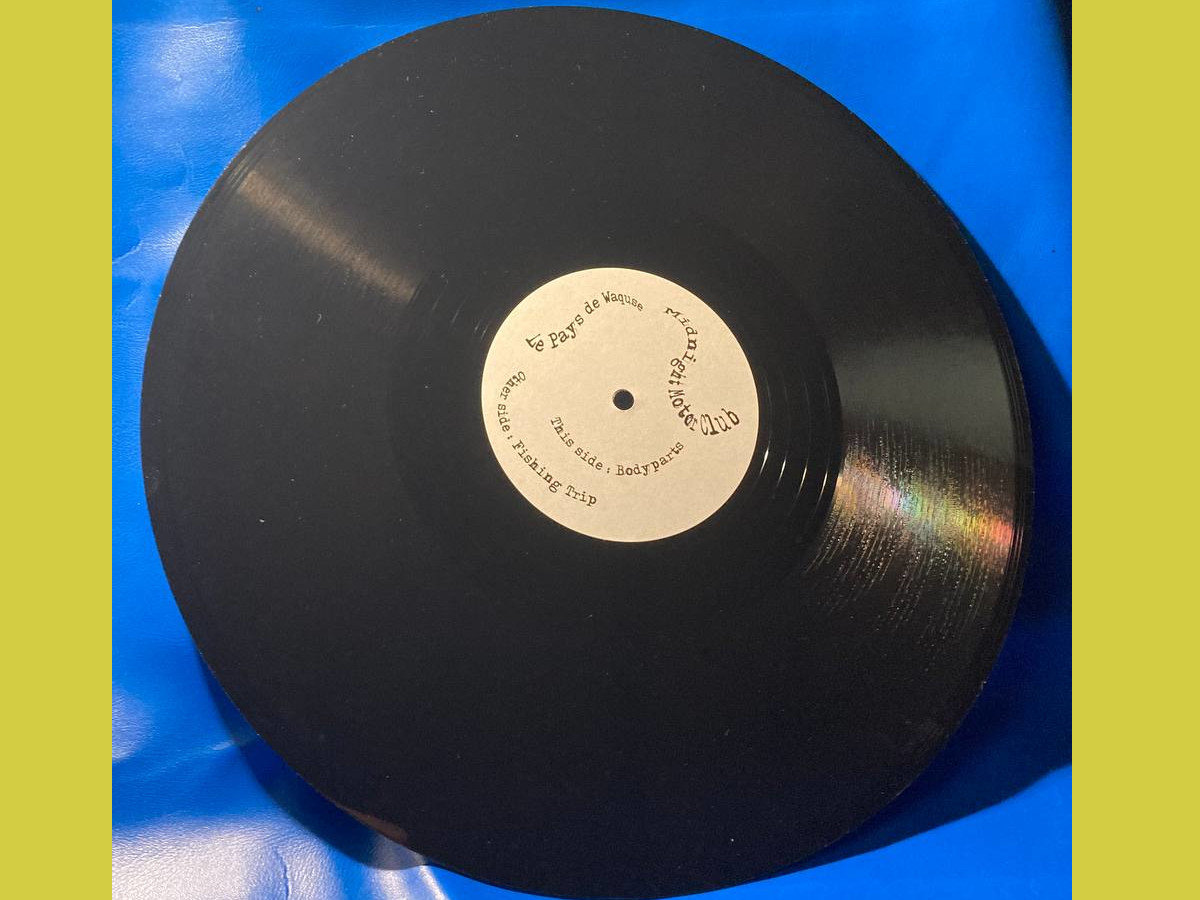 Le Pays de Waquse
Midnight Motor Club
This side : Bodyparts
Other side : Fishing Trip